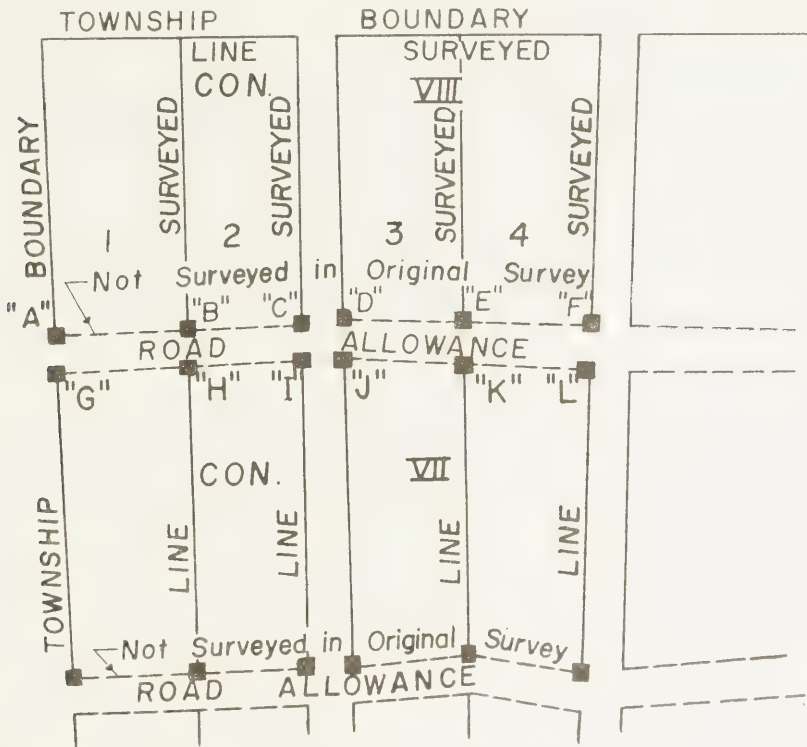 TOWNSHIP BOUNDARY
LINE SURVEYED
CON. VIII
BOUNDARY
SURVEYED
SURVEYED
SURVEYED
SURVEYED
1 2 3 4
Not Surveyed in Original Survey
"A" "B" "C" "D" "E" "F"
ROAD ALLOWANCE
"G" "H" "I" "J" "K" "L"
CON. VII
TOWNSHIP
LINE
LINE
LINE
LINE
Not Surveyed in Original Survey
ROAD ALLOWANCE